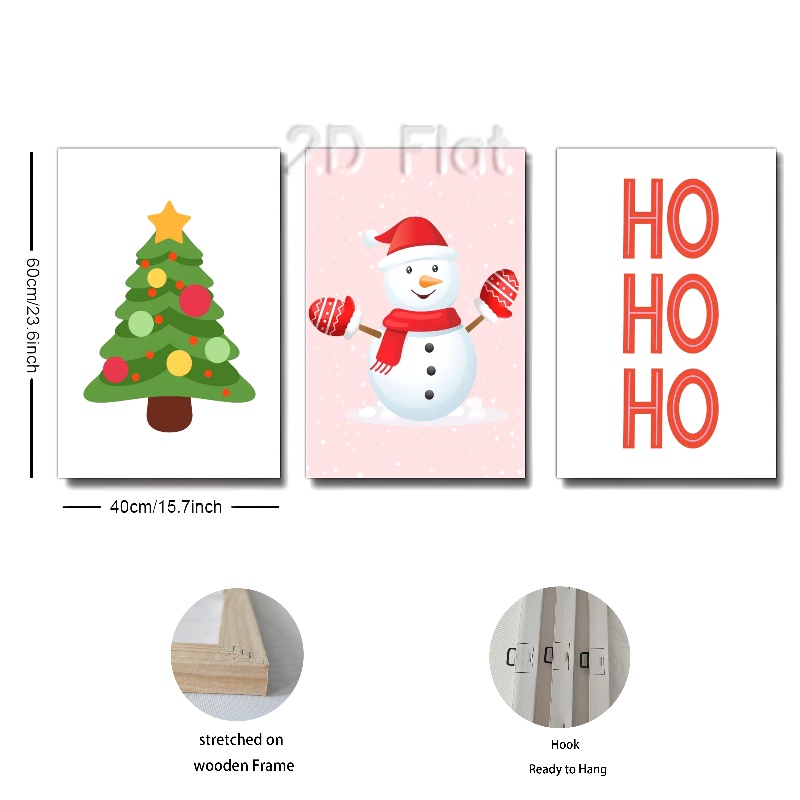 2D Flat
60cm/23.6inch
HO
HO
HO
40cm/15.7inch
stretched on
wooden Frame
Hook
Ready to Hang